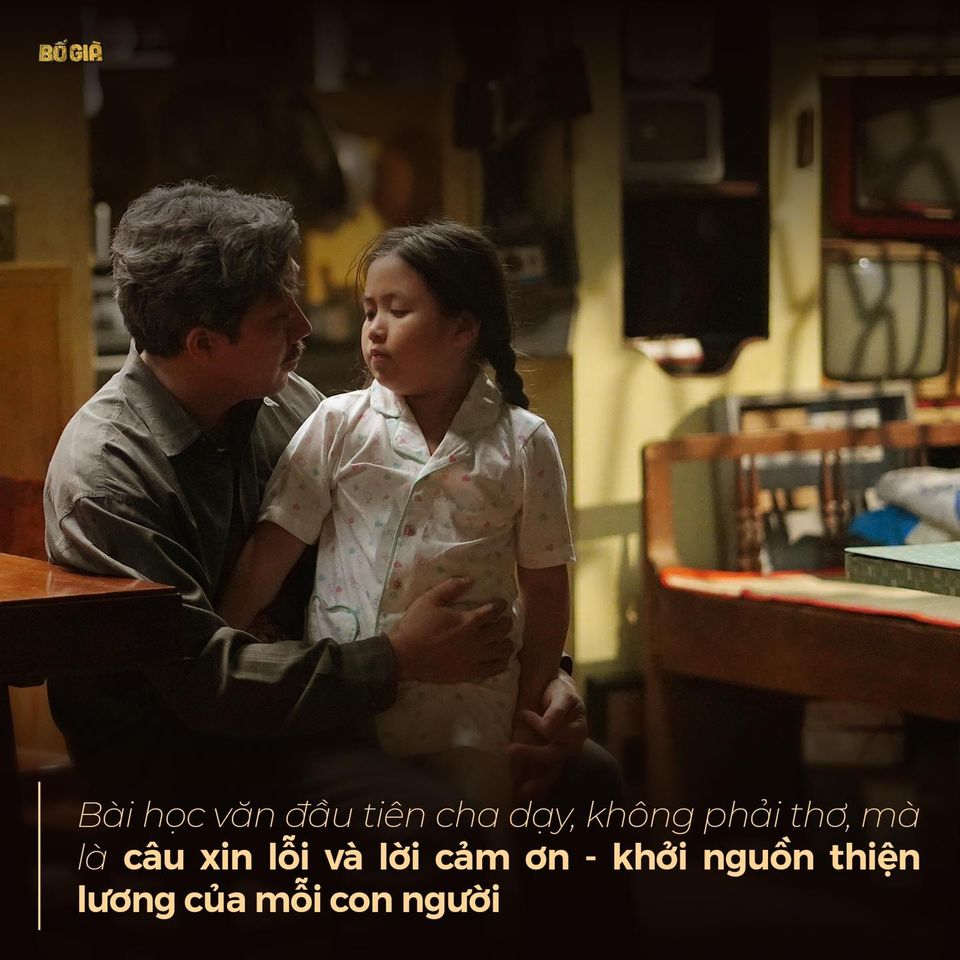 BỐ GIÀ
Bài học văn đầu tiên cha dạy, không phải thơ, mà
là câu xin lỗi và lời cảm ơn - khởi nguồn thiện
lương của mỗi con người